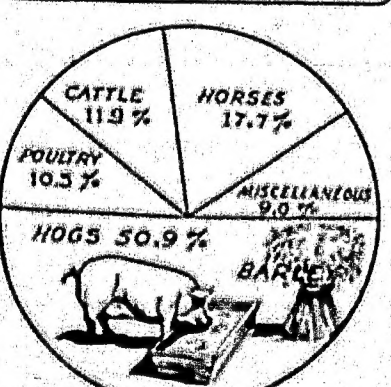 CATTLE
11.9 %
HORSES
17.7%
POULTRY
10.5 %
MISCELLANEOUS
9.0 %
HOGS 50.9 %
BARLEY